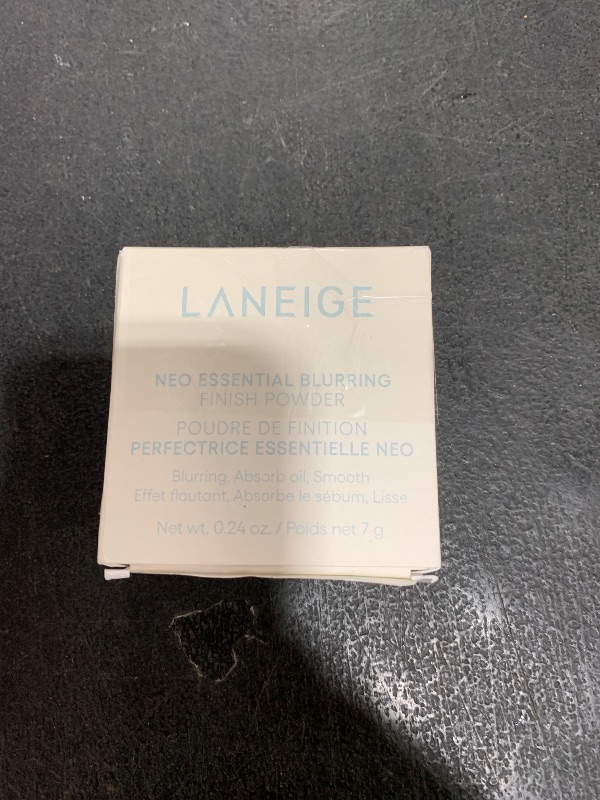 LANEIGE
NEO ESSENTIAL BLURRING
FINISH POWDER
POUDRE DE FINITION
PERFECTRICE ESSENTIELLE NEO
Blurring, Absorb oil, Smooth
Effet floutant, Absorbe le sébum, Lisse
Net wt. 0.24 oz. / Poids net 7 g